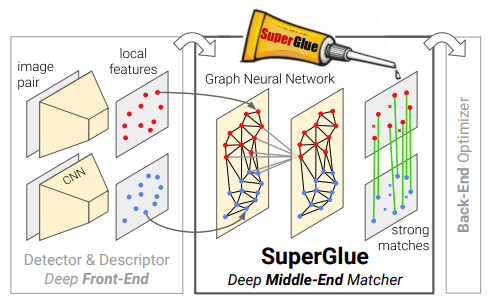 SuperGlue
image
pair
local
features
Graph Neural Network
CNN
strong
matches
Detector & Descriptor
Deep Front-End
SuperGlue
Deep Middle-End Matcher
Back-End Optimizer